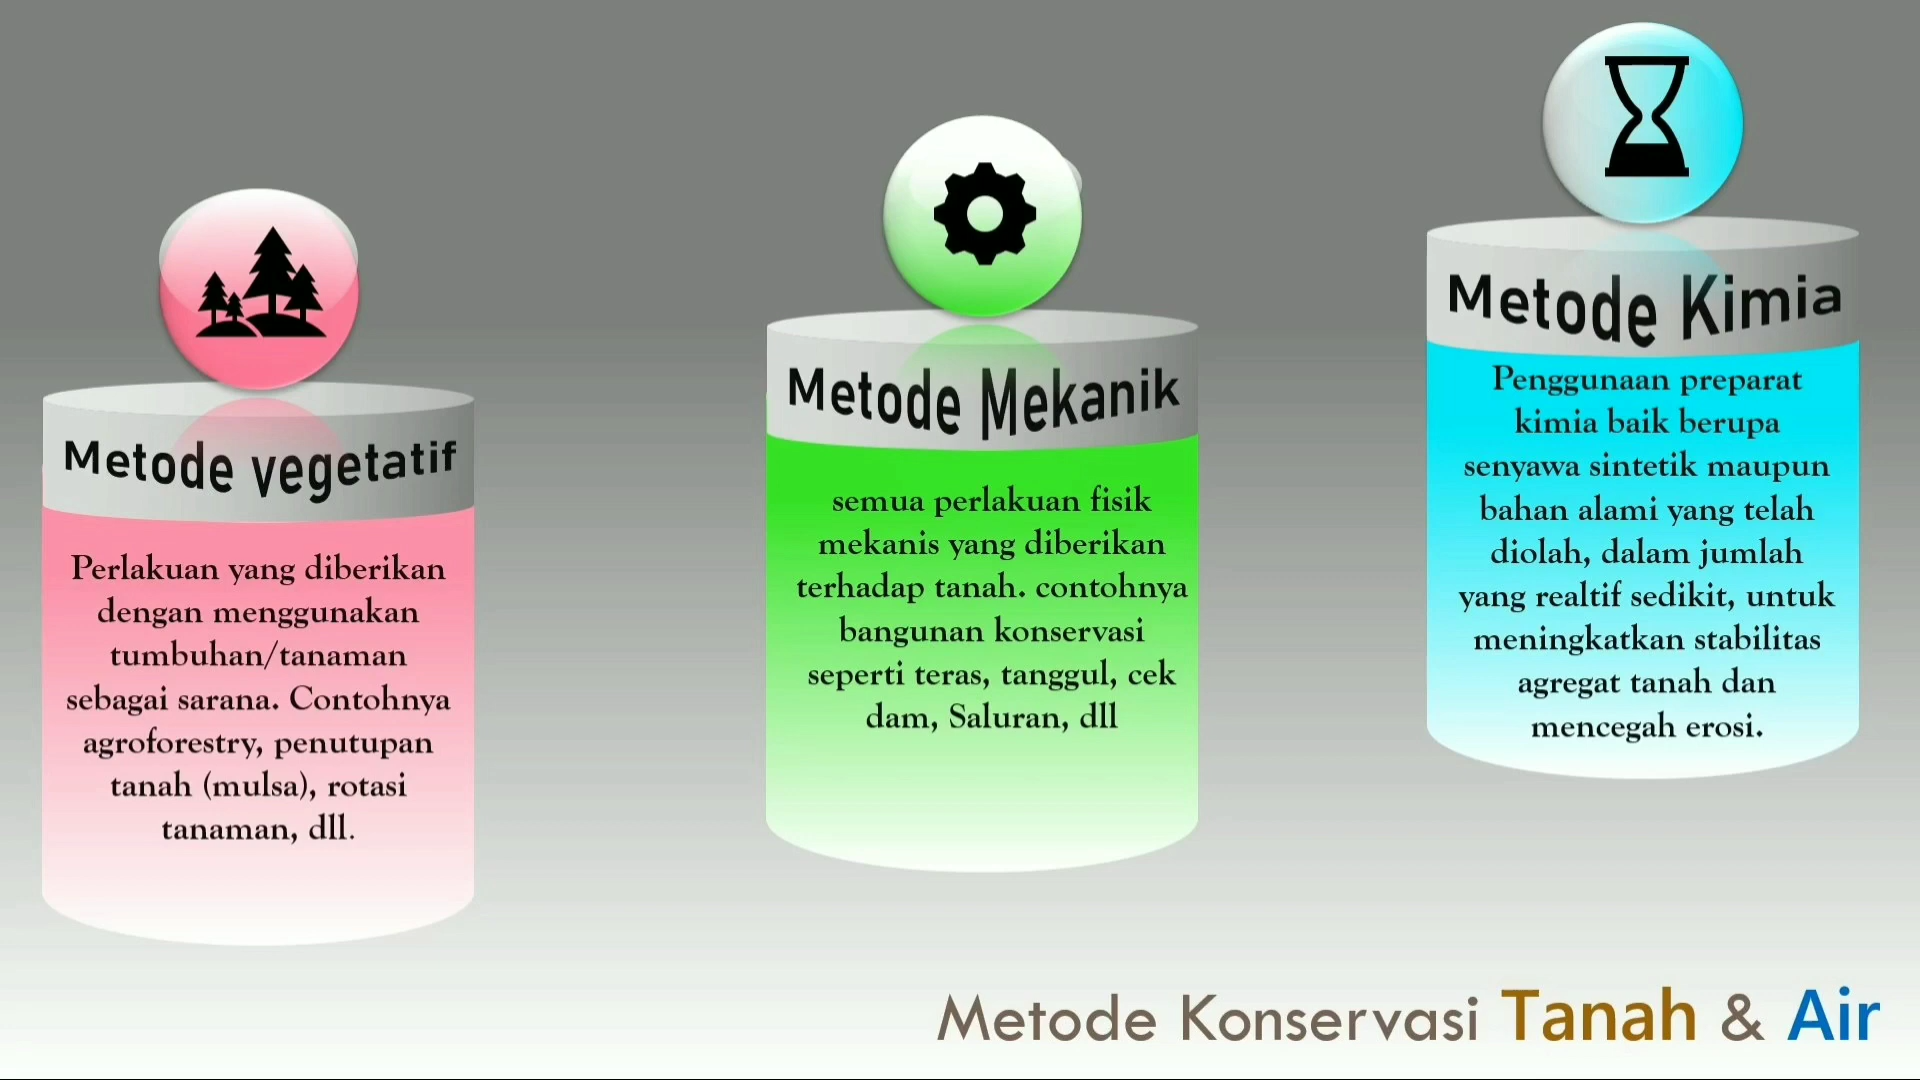 Metode vegetatif
Perlakuan yang diberikan
dengan menggunakan
tumbuhan/tanaman
sebagai sarana. Contohnya
agroforestry, penutupan
tanah (mulsa), rotasi
tanaman, dll.
Metode Mekanik
semua perlakuan fisik
mekanis yang diberikan
terhadap tanah. contohnya
bangunan konservasi
seperti teras, tanggul, cek
dam, Saluran, dll
Metode Kimia
Penggunaan preparat
kimia baik berupa
senyawa sintetik maupun
bahan alami yang telah
diolah, dalam jumlah
yang realtif sedikit, untuk
meningkatkan stabilitas
agregat tanah dan
mencegah erosi.
Metode Konservasi Tanah & Air